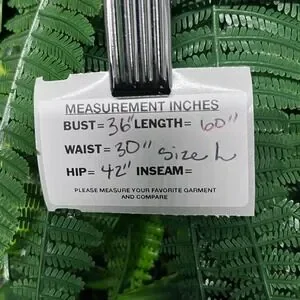 MEASUREMENT INCHES
BUST= 36" LENGTH= 60"
WAIST= 30" Size L
HIP= 42" INSEAM=
PLEASE MEASURE YOUR FAVORITE GARMENT
AND COMPARE